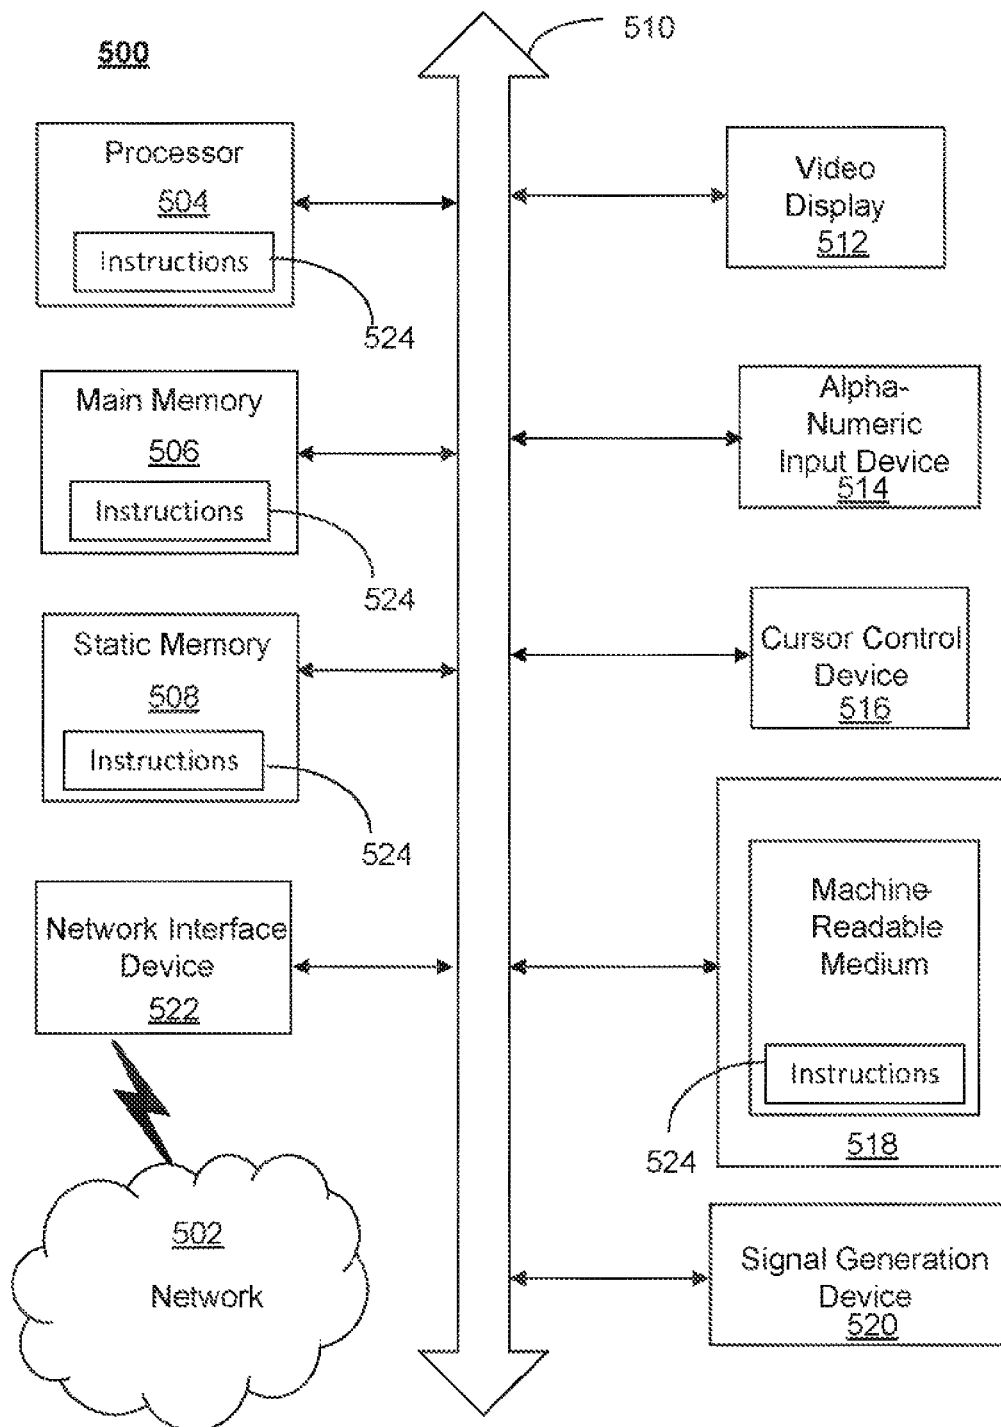 500
510
Processor
504
Instructions
524
Main Memory
506
Instructions
524
Static Memory
508
Instructions
524
Network Interface
Device
522
502
Network
Video
Display
512
Alpha-
Numeric
Input Device
514
Cursor Control
Device
516
Machine-
Readable
Medium
Instructions
524
518
Signal Generation
Device
520